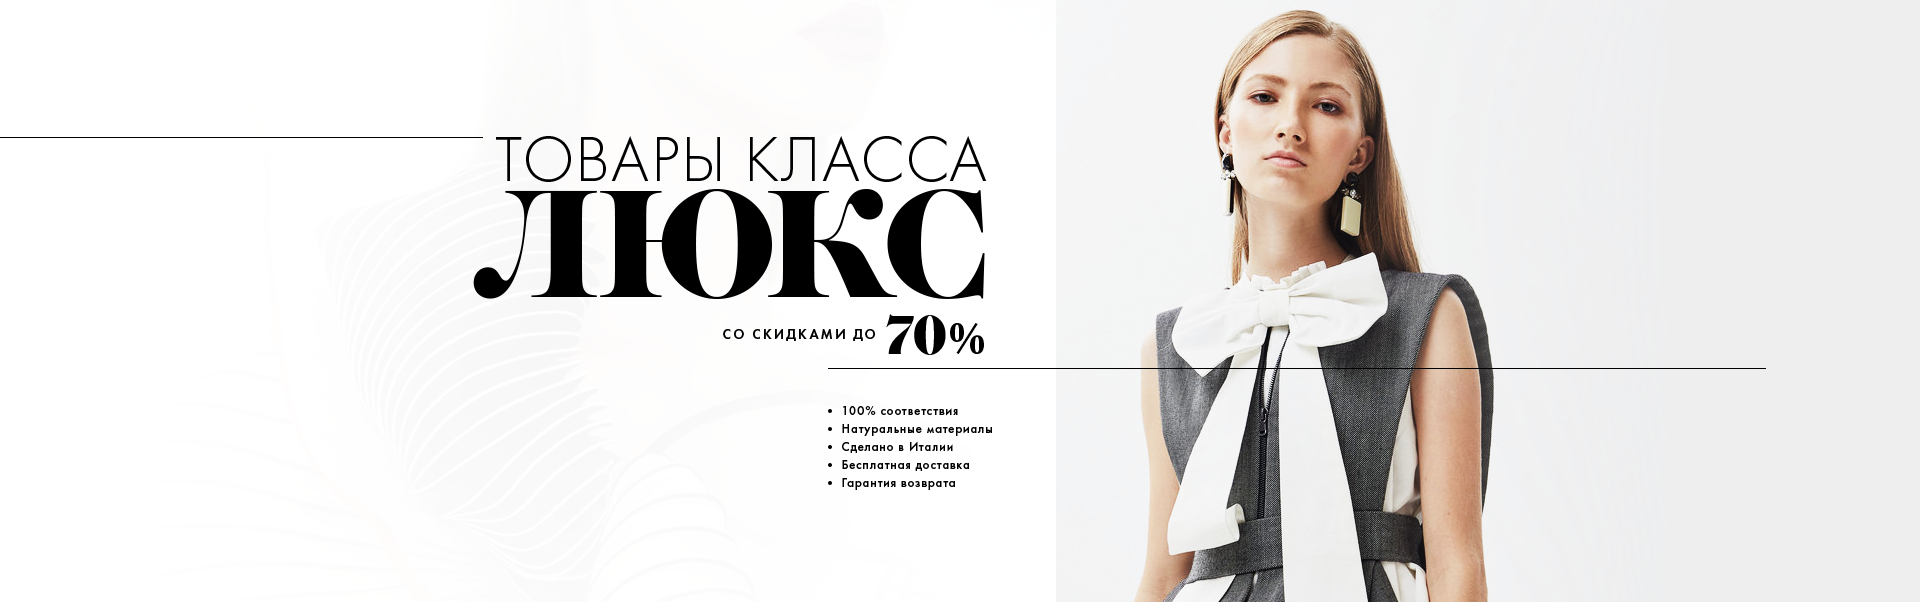 ТОВАРЫ КЛАССА
ЛЮКС
СО СКИДКАМИ ДО 70%
• 100% соответствия
• Натуральные материалы
• Сделано в Италии
• Бесплатная доставка
• Гарантия возврата